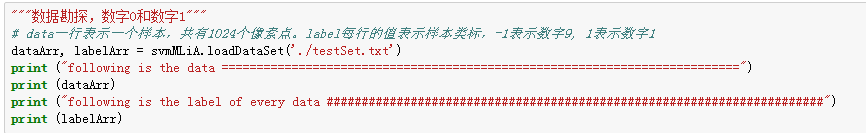 """数据勘探，数字0和数字1"""
# data一行表示一个样本，共有1024个像素点。label每行的值表示样本类标，-1表示数字9, 1表示数字1
dataArr, labelArr = svmMLiA.loadDataSet('./testSet.txt')
print ("following is the data ==========================================================================")
print (dataArr)
print ("following is the label of every data #######################################################################")
print (labelArr)